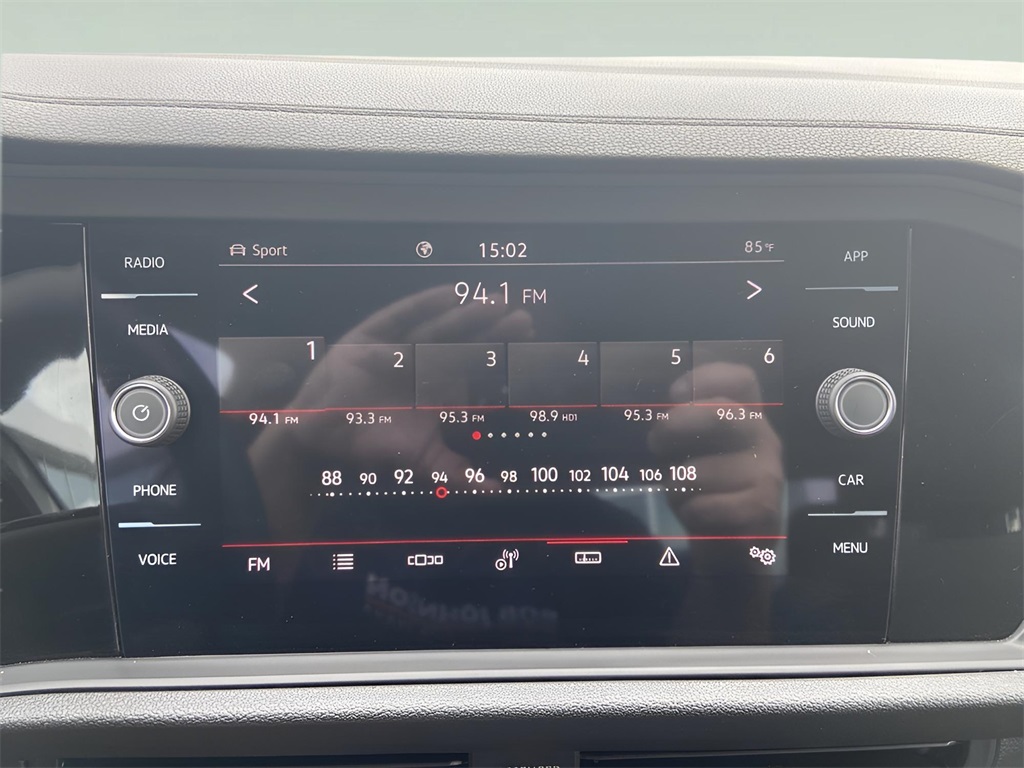 Sport 15:02 85°F
RADIO
APP
94.1 FM
MEDIA
SOUND
1 2 3 4 5 6
94.1 FM 93.3 FM 95.3 FM 98.9 HD1 95.3 FM 96.3 FM
88 90 92 94 96 98 100 102 104 106 108
PHONE
CAR
VOICE
MENU
FM